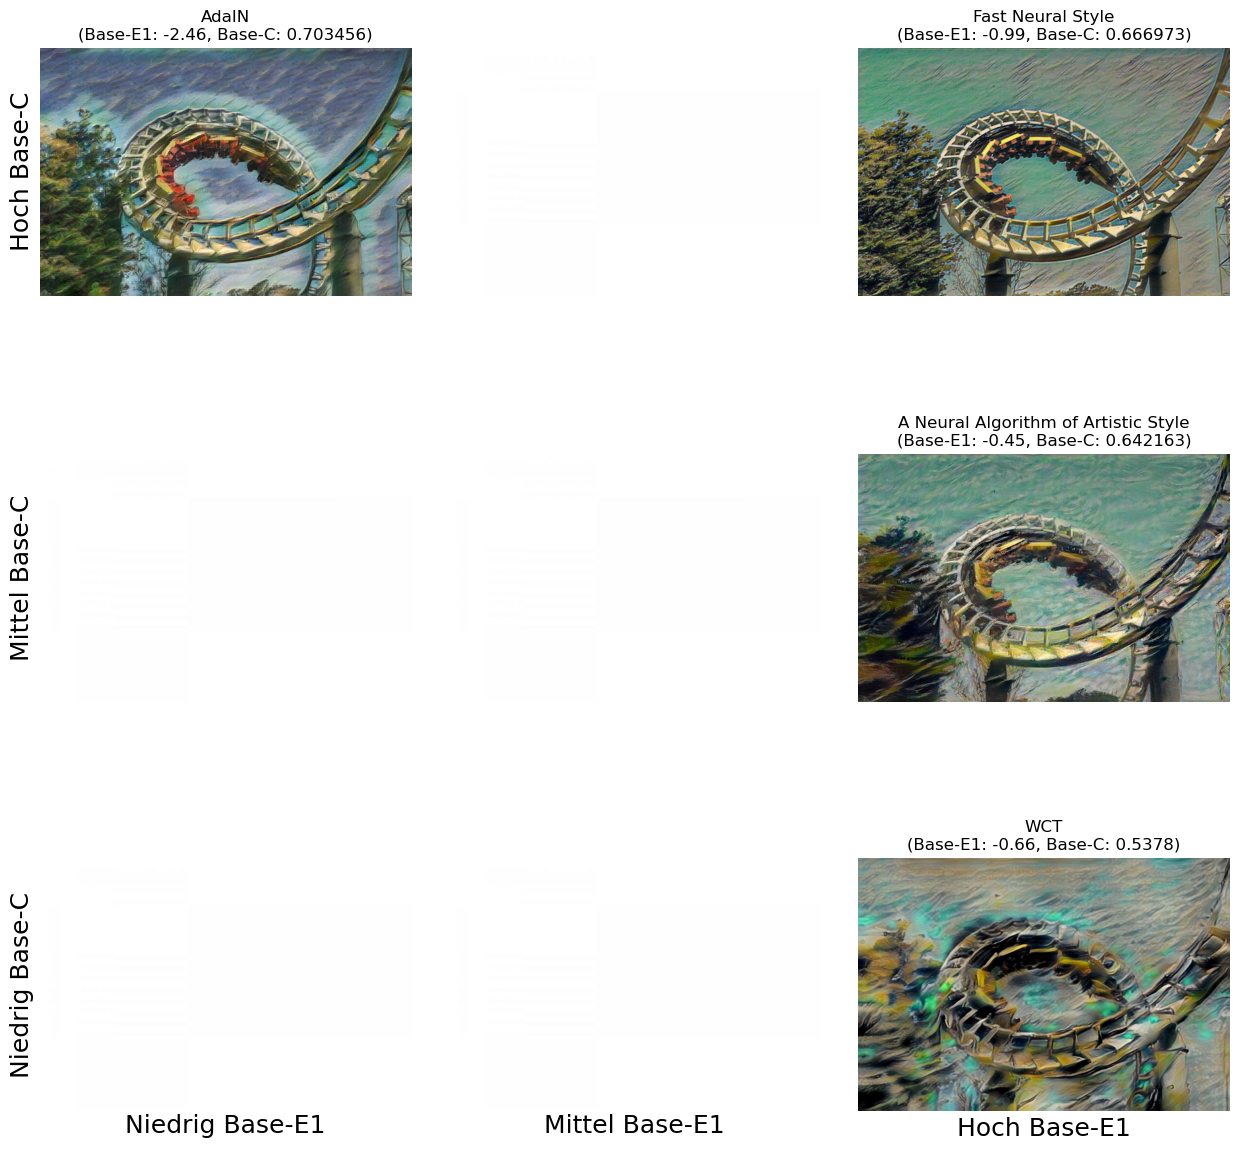 AdaIN
(Base-E1: -2.46, Base-C: 0.703456)
Fast Neural Style
(Base-E1: -0.99, Base-C: 0.666973)
Hoch Base-C
A Neural Algorithm of Artistic Style
(Base-E1: -0.45, Base-C: 0.642163)
Mittel Base-C
WCT
(Base-E1: -0.66, Base-C: 0.5378)
Niedrig Base-C
Niedrig Base-E1
Mittel Base-E1
Hoch Base-E1